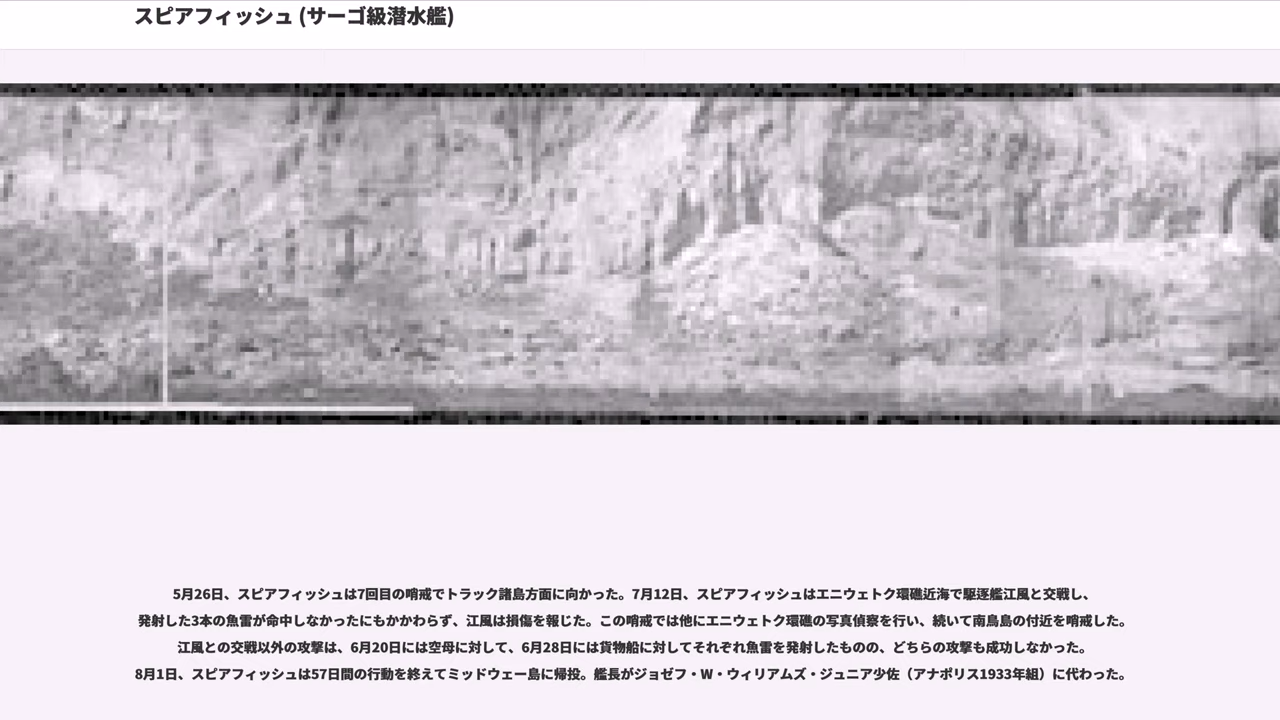 スピアフィッシュ (サーゴ級潜水艦)
5月26日、スピアフィッシュは7回目の哨戒でトラック諸島方面に向かった。7月12日、スピアフィッシュはエニウェトク環礁近海で駆逐艦江風と交戦し、
発射した3本の魚雷が命中しなかったにもかかわらず、江風は損傷を報じた。この哨戒では他にエニウェトク環礁の写真偵察を行い、続いて南鳥島の付近を哨戒した。
江風との交戦以外の攻撃は、6月20日には空母に対して、6月28日には貨物船に対してそれぞれ魚雷を発射したものの、どちらの攻撃も成功しなかった。
8月1日、スピアフィッシュは57日間の行動を終えてミッドウェー島に帰投。艦長がジョゼフ・W・ウィリアムズ・ジュニア少佐（アナポリス1933年組）に代わった。